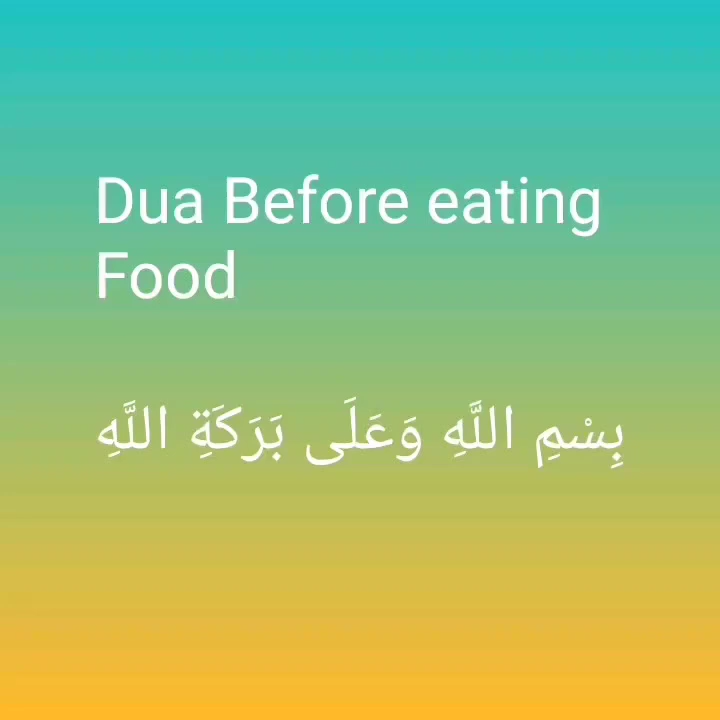 Dua Before eating
Food
بِسْمِ اللَّهِ وَعَلَى بَرَكَةِ اللَّهِ